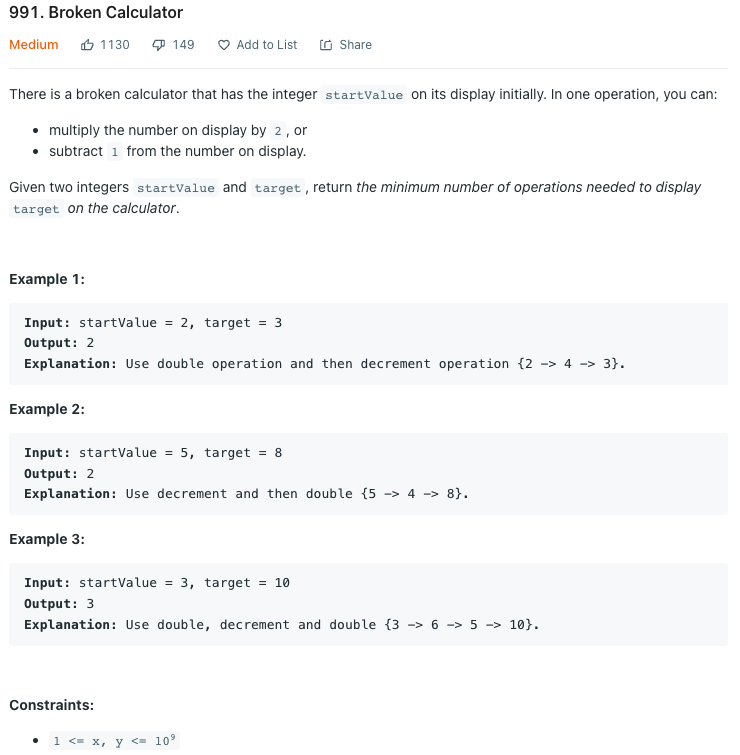 991. Broken Calculator
Medium 1130 149 Add to List Share
There is a broken calculator that has the integer startValue on its display initially. In one operation, you can:
• multiply the number on display by 2, or
• subtract 1 from the number on display.
Given two integers startValue and target, return the minimum number of operations needed to display
target on the calculator.
Example 1:
Input: startValue = 2, target = 3
Output: 2
Explanation: Use double operation and then decrement operation {2 -> 4 -> 3}.
Example 2:
Input: startValue = 5, target = 8
Output: 2
Explanation: Use decrement and then double {5 -> 4 -> 8}.
Example 3:
Input: startValue = 3, target = 10
Output: 3
Explanation: Use double, decrement and double {3 -> 6 -> 5 -> 10}.
Constraints:
• 1 <= x, y <= 10⁹